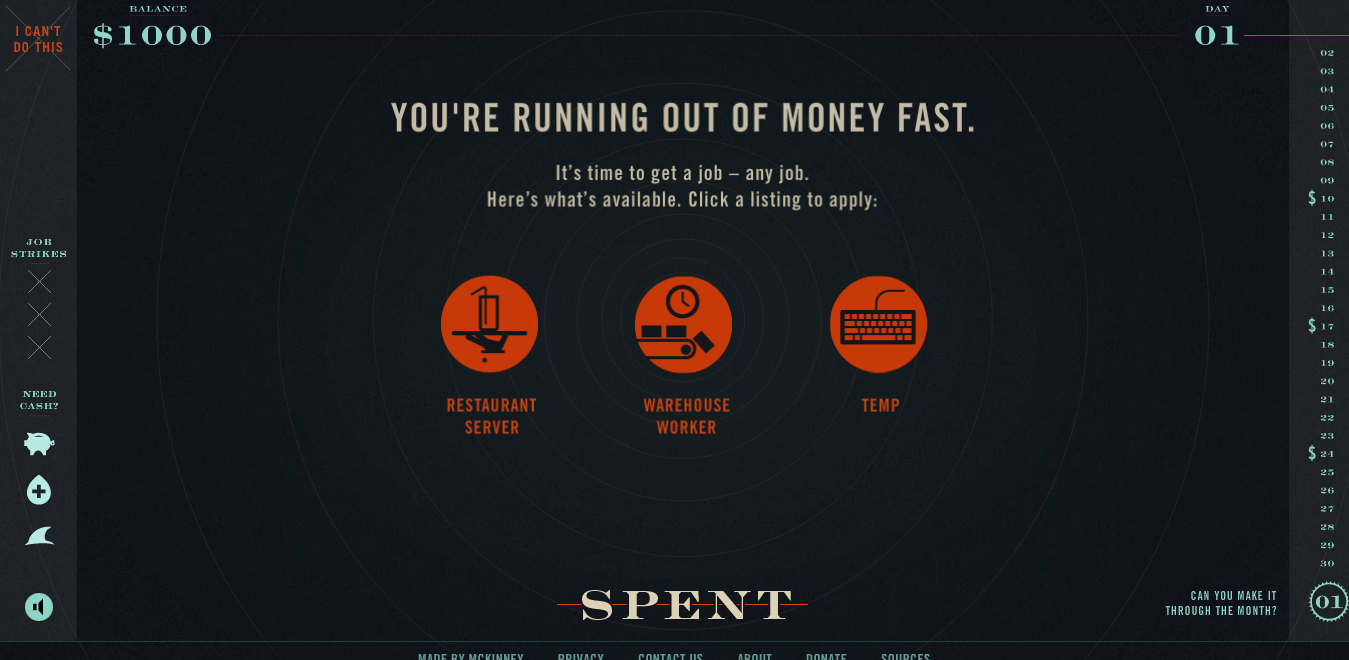 I CAN'T
DO THIS
BALANCE
$1000
DAY
01
YOU'RE RUNNING OUT OF MONEY FAST.
It's time to get a job – any job.
Here's what's available. Click a listing to apply:
RESTAURANT
SERVER
WAREHOUSE
WORKER
TEMP
JOB
STRIKES
NEED
CASH?
02
03
04
05
06
07
08
09
$ 10
11
12
13
14
15
16
$ 17
18
19
20
21
22
23
$ 24
25
26
27
28
29
30
SPENT
CAN YOU MAKE IT
THROUGH THE MONTH?
01
MADE BY MCKINNEY PRIVACY CONTACT US ABOUT DONATE SOURCES